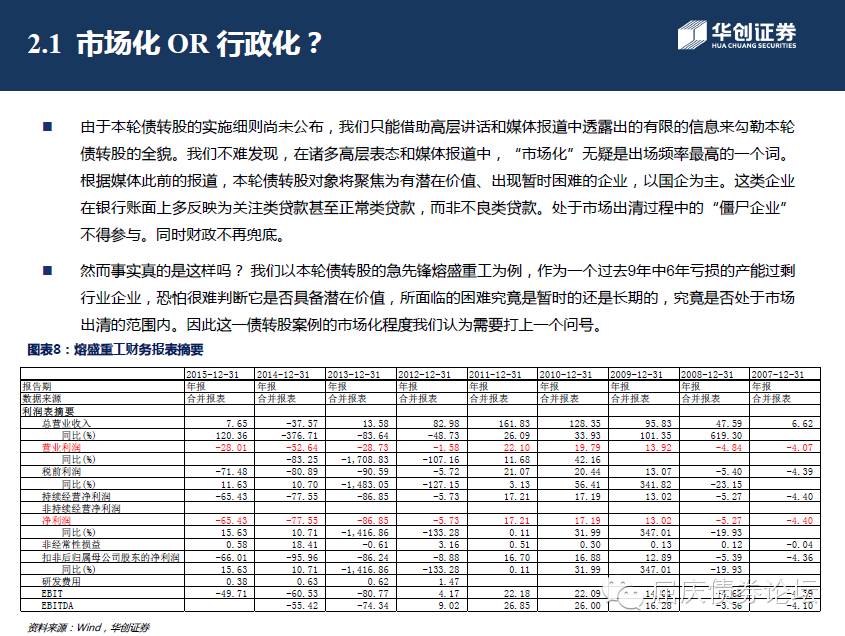 2.1 市场化 OR 行政化？
华创证券
HUA CHUANG SECURITIES
■ 由于本轮债转股的实施细则尚未公布，我们只能借助高层讲话和媒体报道中透露出的有限的信息来勾勒本轮
债转股的全貌。我们不难发现，在诸多高层表态和媒体报道中，“市场化”无疑是出场频率最高的一个词。
根据媒体此前的报道，本轮债转股对象将聚焦为有潜在价值、出现暂时困难的企业，以国企为主。这类企业
在银行账面上多反映为关注类贷款甚至正常类贷款，而非不良类贷款。处于市场出清过程中的“僵尸企业”
不得参与。同时财政不再兜底。
■ 然而事实真的是这样吗？ 我们以本轮债转股的急先锋熔盛重工为例，作为一个过去9年中6年亏损的产能过剩
行业企业，恐怕很难判断它是否具备潜在价值，所面临的困难究竟是暂时的还是长期的，究竟是否处于市场
出清的范围内。因此这一债转股案例的市场化程度我们认为需要打上一个问号。
图表8：熔盛重工财务报表摘要
2015-12-31 2014-12-31 2013-12-31 2012-12-31 2011-12-31 2010-12-31 2009-12-31 2008-12-31 2007-12-31
报告期 年报 年报 年报 年报 年报 年报 年报 年报 年报
数据来源 合并报表 合并报表 合并报表 合并报表 合并报表 合并报表 合并报表 合并报表 合并报表
利润表摘要
总营业收入 7.65 -37.57 13.58 82.98 161.83 128.35 95.83 47.59 6.62
同比(%) 120.36 -376.71 -83.64 -48.73 26.09 33.93 101.35 619.30
营业利润 -28.01 -52.64 -28.73 -1.58 22.10 19.79 13.92 -4.84 -4.07
同比(%) -83.25 -1,708.83 -107.16 11.68 42.16
税前利润 -71.48 -80.89 -90.59 -5.72 21.07 20.44 13.07 -5.40 -4.39
同比(%) 11.63 10.70 -1,483.05 -127.15 3.13 56.41 341.82 -23.15
持续经营净利润 -65.43 -77.55 -86.85 -5.73 17.21 17.19 13.02 -5.27 -4.40
非持续经营净利润
净利润 -65.43 -77.55 -86.85 -5.73 17.21 17.19 13.02 -5.27 -4.40
同比(%) 15.63 10.71 -1,416.86 -133.28 0.11 31.99 347.01 -19.93
非经常性损益 0.58 18.41 -0.61 3.16 0.51 0.30 0.13 0.12 -0.04
扣非后归属母公司股东的净利润 -66.01 -95.96 -86.24 -8.88 16.70 16.88 12.89 -5.39 -4.36
同比(%) 15.63 10.71 -1,416.86 -133.28 0.11 31.99 347.01 -19.93
研发费用 0.38 0.63 0.62 1.47
EBIT -49.71 -60.53 -80.77 4.17 22.18 22.09
EBITDA -55.42 -74.34 9.02 26.85 26.00 16.28 -3.56 -4.10
屈庆债券论坛
资料来源：Wind，华创证券